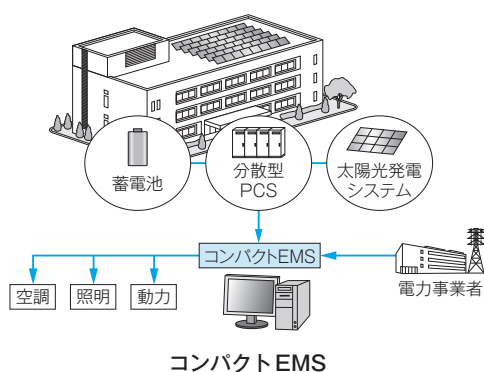 蓄電池
分散型
PCS
太陽光発電
システム
コンパクトEMS
空調
照明
動力
電力事業者
コンパクトEMS